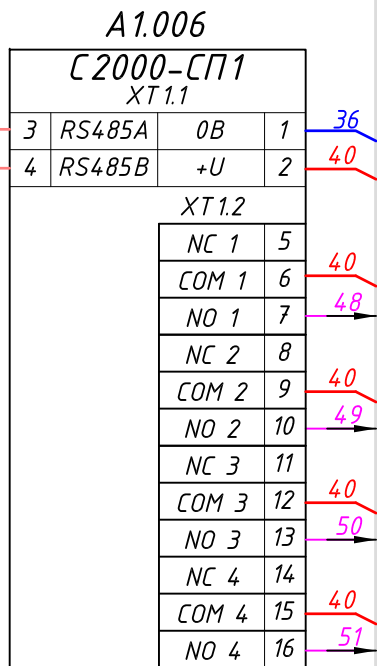 A1.006
С2000-СП1
XT1.1
3 RS485A 0В 1 36
4 RS485B +U 2 40
XT1.2
NC 1 5
COM 1 6 40
NO 1 7 48
NC 2 8
COM 2 9 40
NO 2 10 49
NC 3 11
COM 3 12 40
NO 3 13 50
NC 4 14
COM 4 15 40
NO 4 16 51